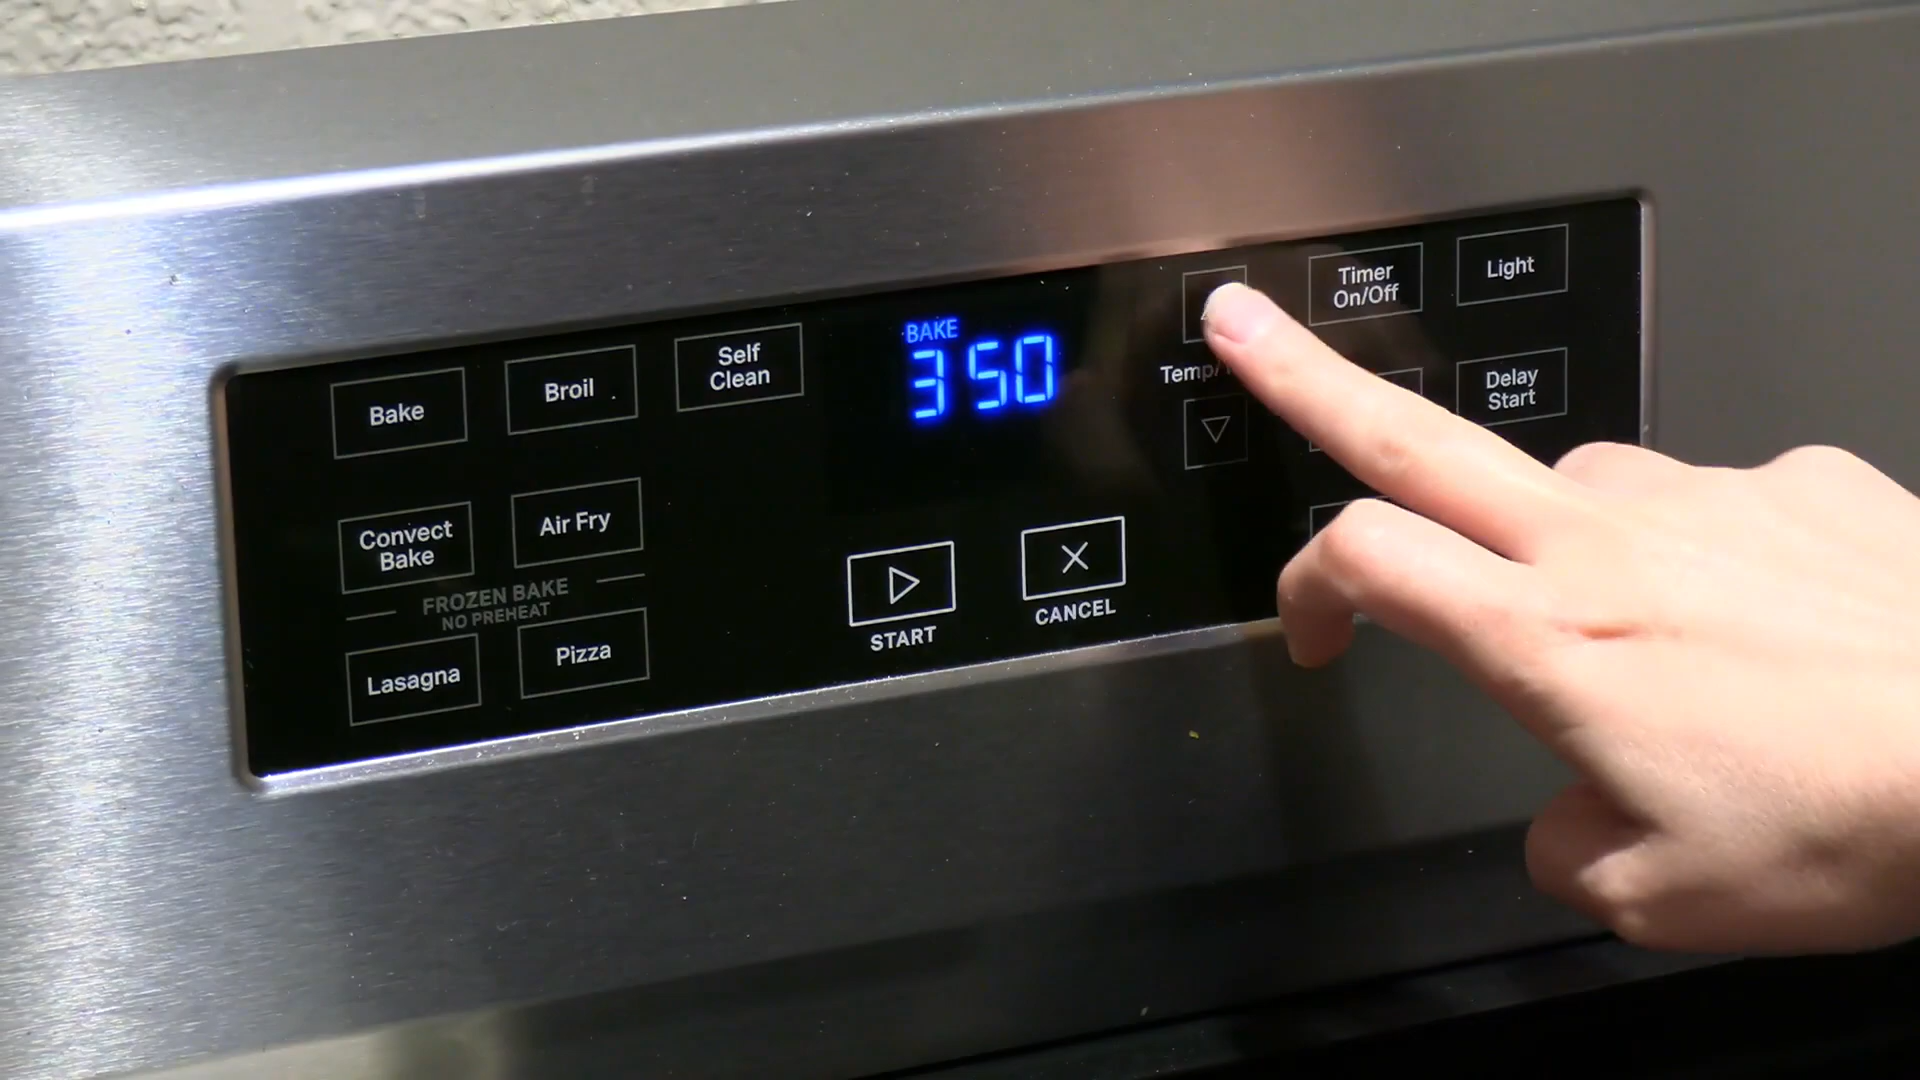 Bake
Broil
Self
Clean
BAKE
350
Timer
On/Off
Light
Temp/
Delay
Start
Convect
Bake
Air Fry
FROZEN BAKE
NO PREHEAT
Lasagna
Pizza
START
CANCEL